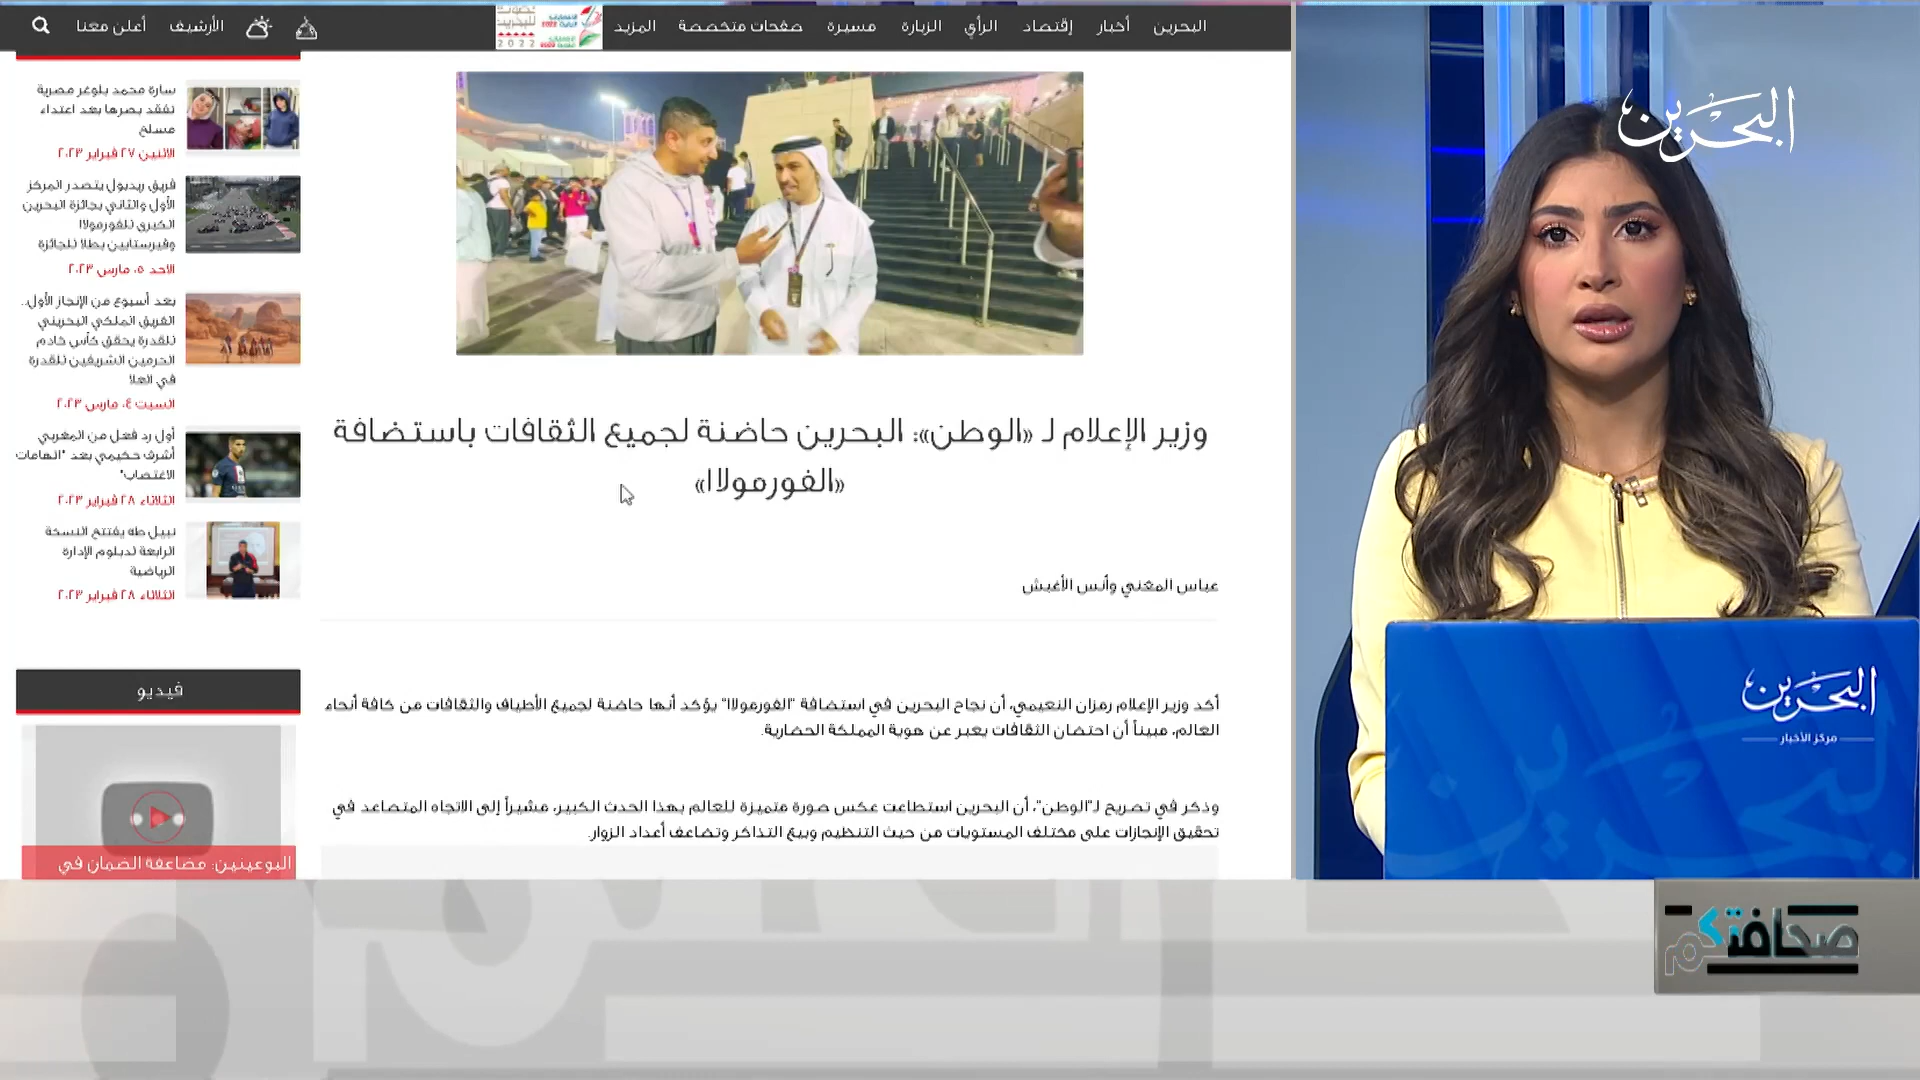 البحرين
أخبار
إقتصاد
الرأي
الزيارة
مسيرة
صفحات متخصصة
المزيد
2022
الأرشيف
أعلن معنا
سارة محمد بلوغر مصرية
تفقد بصرها بعد اعتداء
مسلح
الاثنين ٢٧ فبراير ٢٠٢٣
فريق ريدبول يتصدر المركز
الأول والثاني بجائزة البحرين
الكبرى للفورمولا1
وفيرستابين بطلا للجائزة
الاحد ٠٥ مارس ٢٠٢٣
بعد أسبوع من الإنجاز الأول..
الفريق الملكي البحريني
للقدرة يحقق كأس خادم
الحرمين الشريفين للقدرة
في العلا
السبت ٠٤ مارس ٢٠٢٣
أول رد فعل من المغربي
أشرف حكيمي بعد "اتهامات
الاغتصاب"
الثلاثاء ٢٨ فبراير ٢٠٢٣
نبيل طه يفتتح النسخة
الرابعة لدبلوم الإدارة
الرياضية
الثلاثاء ٢٨ فبراير ٢٠٢٣
فيديو
البوعينين: مضاعفة الضمان في
وزير الإعلام لـ «الوطن»: البحرين حاضنة لجميع الثقافات باستضافة
«الفورمولا1»
عباس المغني وأنس الأغبش
أكد وزير الإعلام رمزان النعيمي، أن نجاح البحرين في استضافة "الفورمولا1" يؤكد أنها حاضنة لجميع الأطياف والثقافات من كافة أنحاء
العالم، مبيناً أن احتضان الثقافات يعبر عن هوية المملكة الحضارية.
وذكر في تصريح لـ"الوطن"، أن البحرين استطاعت عكس صورة متميزة للعالم بهذا الحدث الكبير، مشيراً إلى الاتجاه المتصاعد في
تحقيق الإنجازات على مختلف المستويات من حيث التنظيم وبيع التذاكر وتضاعف أعداد الزوار.
البحرين
البحرين
مركز الأخبار
صحافتكم